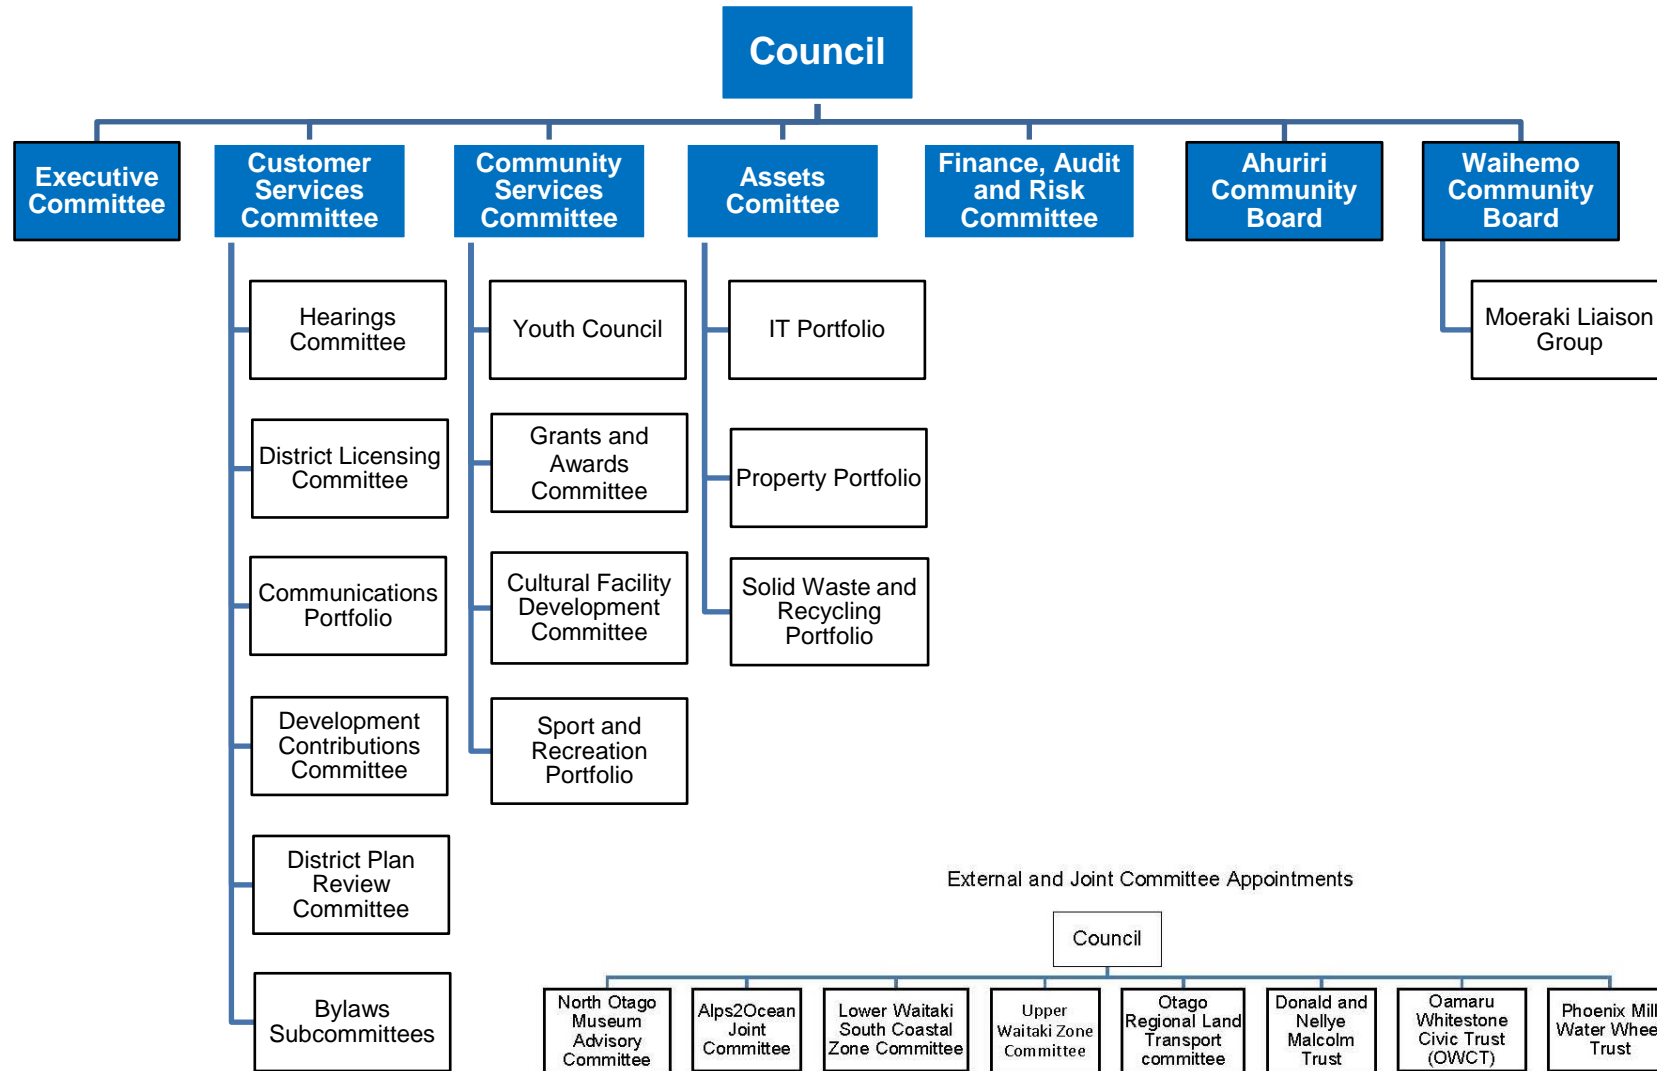 Council
Executive
Committee
Customer
Services
Committee
Community
Services
Committee
Assets
Comittee
Finance, Audit
and Risk
Committee
Ahuriri
Community
Board
Waihemo
Community
Board
Hearings
Committee
District Licensing
Committee
Communications
Portfolio
Development
Contributions
Committee
District Plan
Review
Committee
Bylaws
Subcommittees
Youth Council
Grants and
Awards
Committee
Cultural Facility
Development
Committee
Sport and
Recreation
Portfolio
IT Portfolio
Property Portfolio
Solid Waste and
Recycling
Portfolio
Moeraki Liaison
Group
External and Joint Committee Appointments
Council
North Otago
Museum
Advisory
Committee
Alps2Ocean
Joint
Committee
Lower Waitaki
South Coastal
Zone Committee
Upper
Waitaki Zone
Committee
Otago
Regional Land
Transport
committee
Donald and
Nellye
Malcolm
Trust
Oamaru
Whitestone
Civic Trust
(OWCT)
Phoenix Mill
Water Wheel
Trust